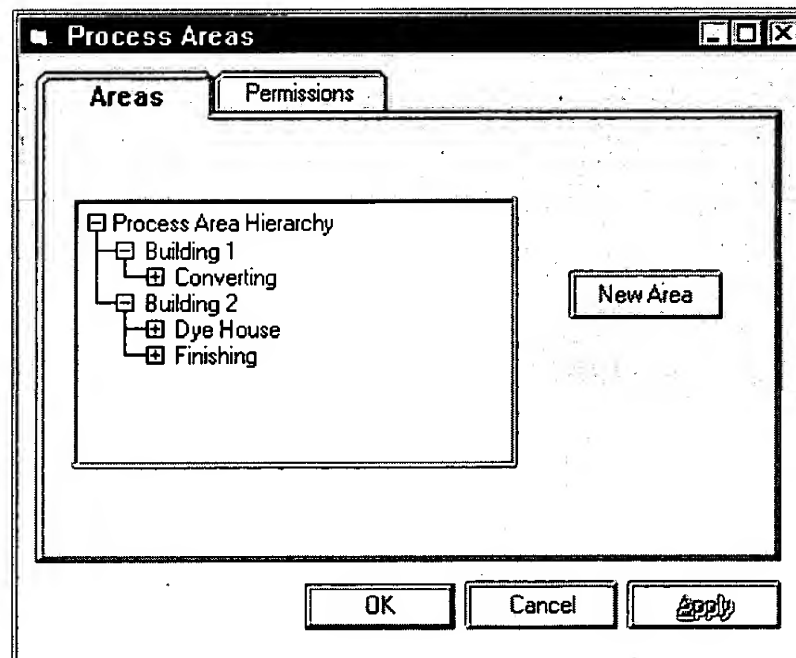 Process Areas
Areas
Permissions
Process Area Hierarchy
Building 1
Converting
Building 2
Dye House
Finishing
New Area
OK
Cancel
Apply